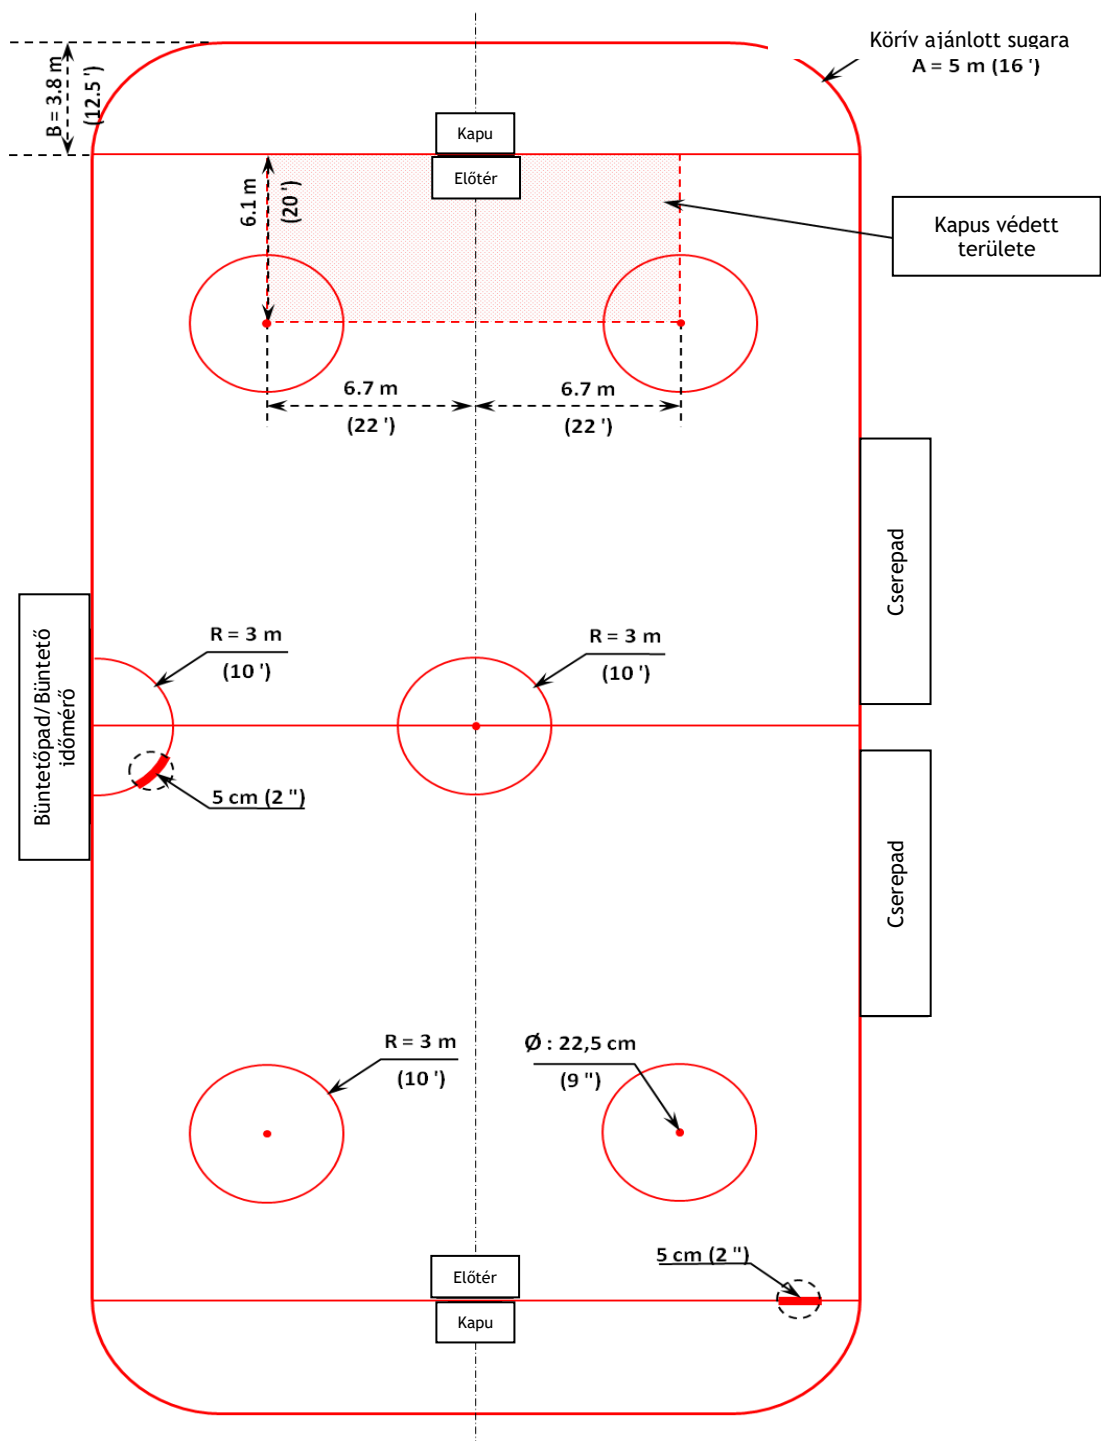 Körív ajánlott sugara
A = 5 m (16 ')
B = 3.8 m
(12.5 ')
Kapu
Előtér
6.1 m
(20 ')
Kapus védett
területe
6.7 m
(22 ')
6.7 m
(22 ')
Cserepad
Büntetőpad/ Büntető
időmérő
R = 3 m
(10 ')
R = 3 m
(10 ')
5 cm (2 ")
Cserepad
R = 3 m
(10 ')
Ø : 22,5 cm
(9 ")
5 cm (2 ")
Előtér
Kapu